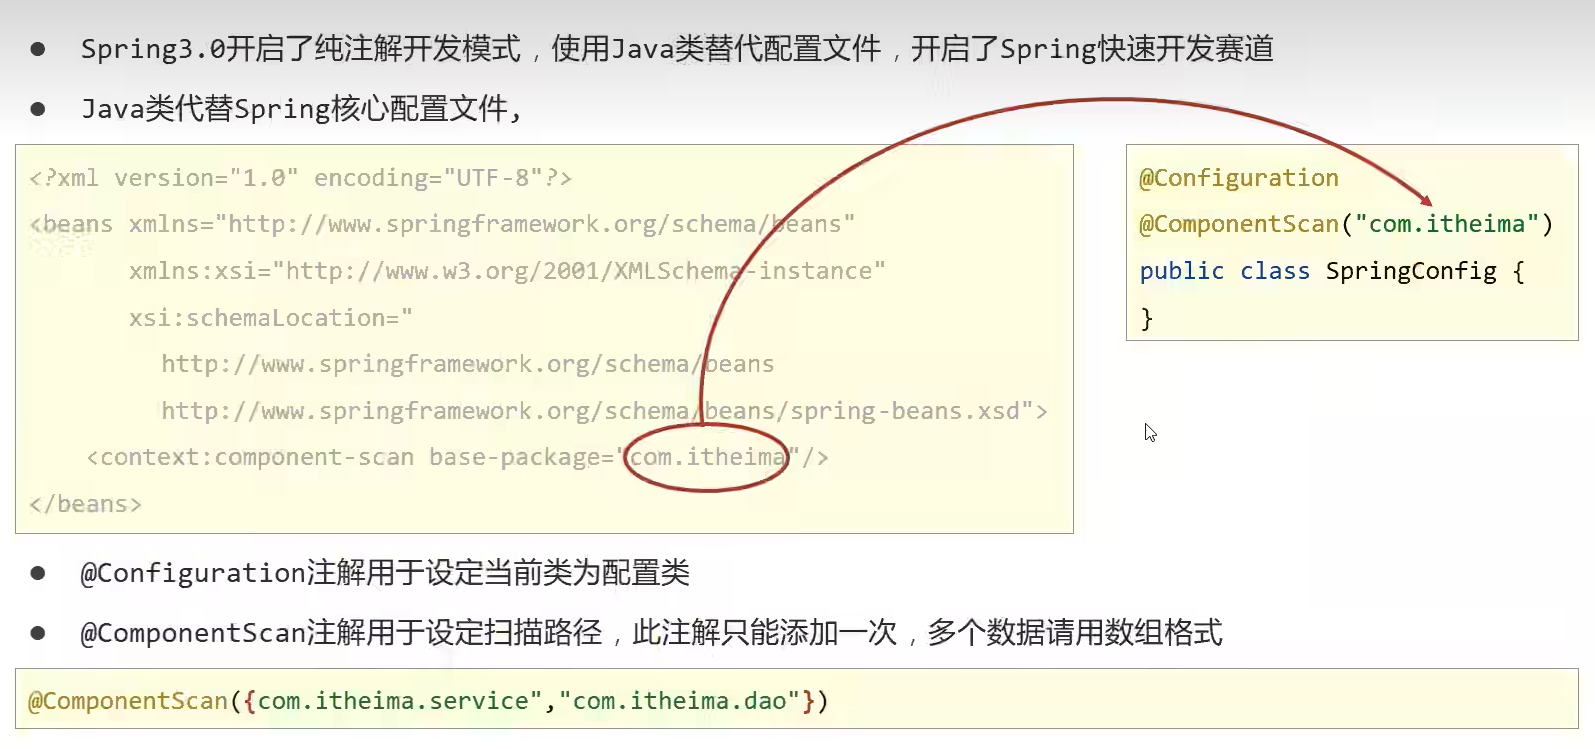 ● Spring3.0开启了纯注解开发模式，使用Java类替代配置文件，开启了Spring快速开发赛道
● Java类代替Spring核心配置文件,
<?xml version="1.0" encoding="UTF-8"?>
<beans xmlns="http://www.springframework.org/schema/beans"
xmlns:xsi="http://www.w3.org/2001/XMLSchema-instance"
xsi:schemaLocation="
http://www.springframework.org/schema/beans
http://www.springframework.org/schema/beans/spring-beans.xsd">
<context:component-scan base-package="com.itheima"/>
</beans>
@Configuration
@ComponentScan("com.itheima")
public class SpringConfig {
}
● @Configuration注解用于设定当前类为配置类
● @ComponentScan注解用于设定扫描路径，此注解只能添加一次，多个数据请用数组格式
@ComponentScan({com.itheima.service","com.itheima.dao"})